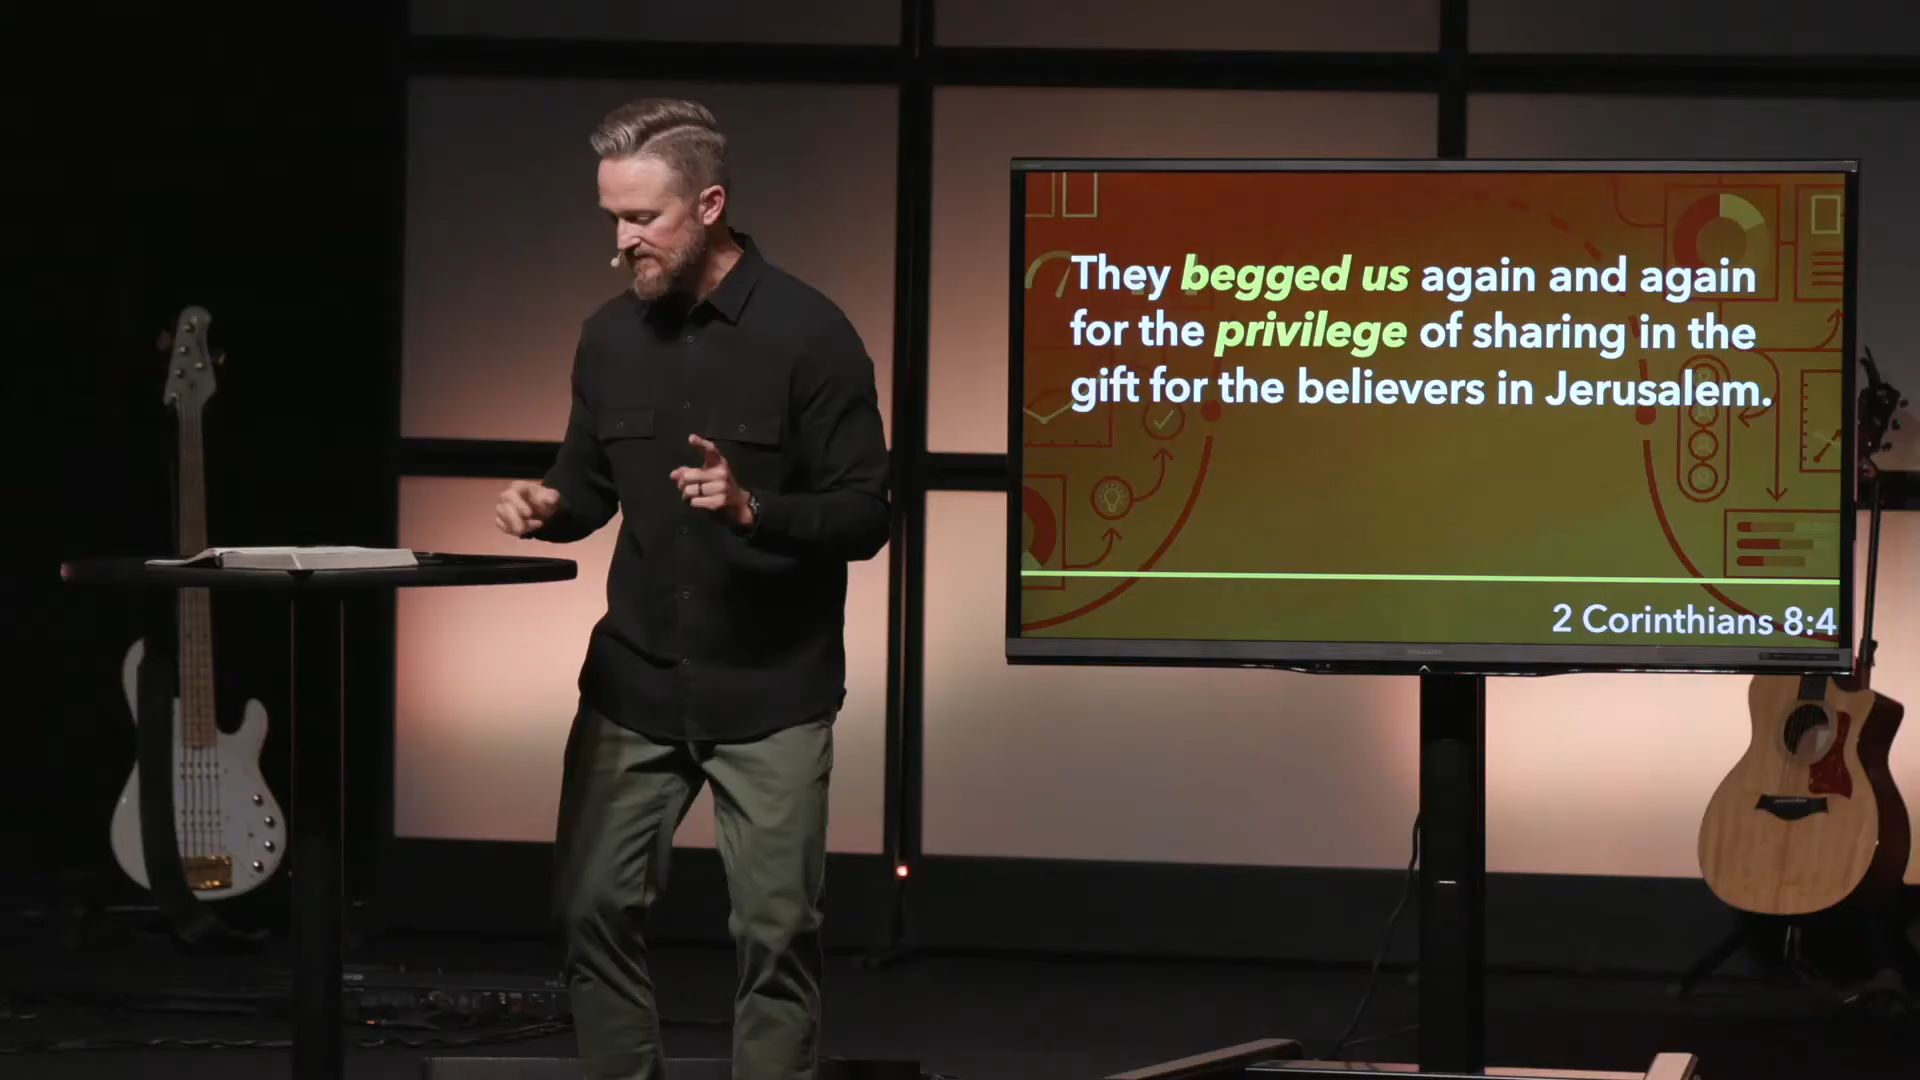 They begged us again and again
for the privilege of sharing in the
gift for the believers in Jerusalem.
2 Corinthians 8:4